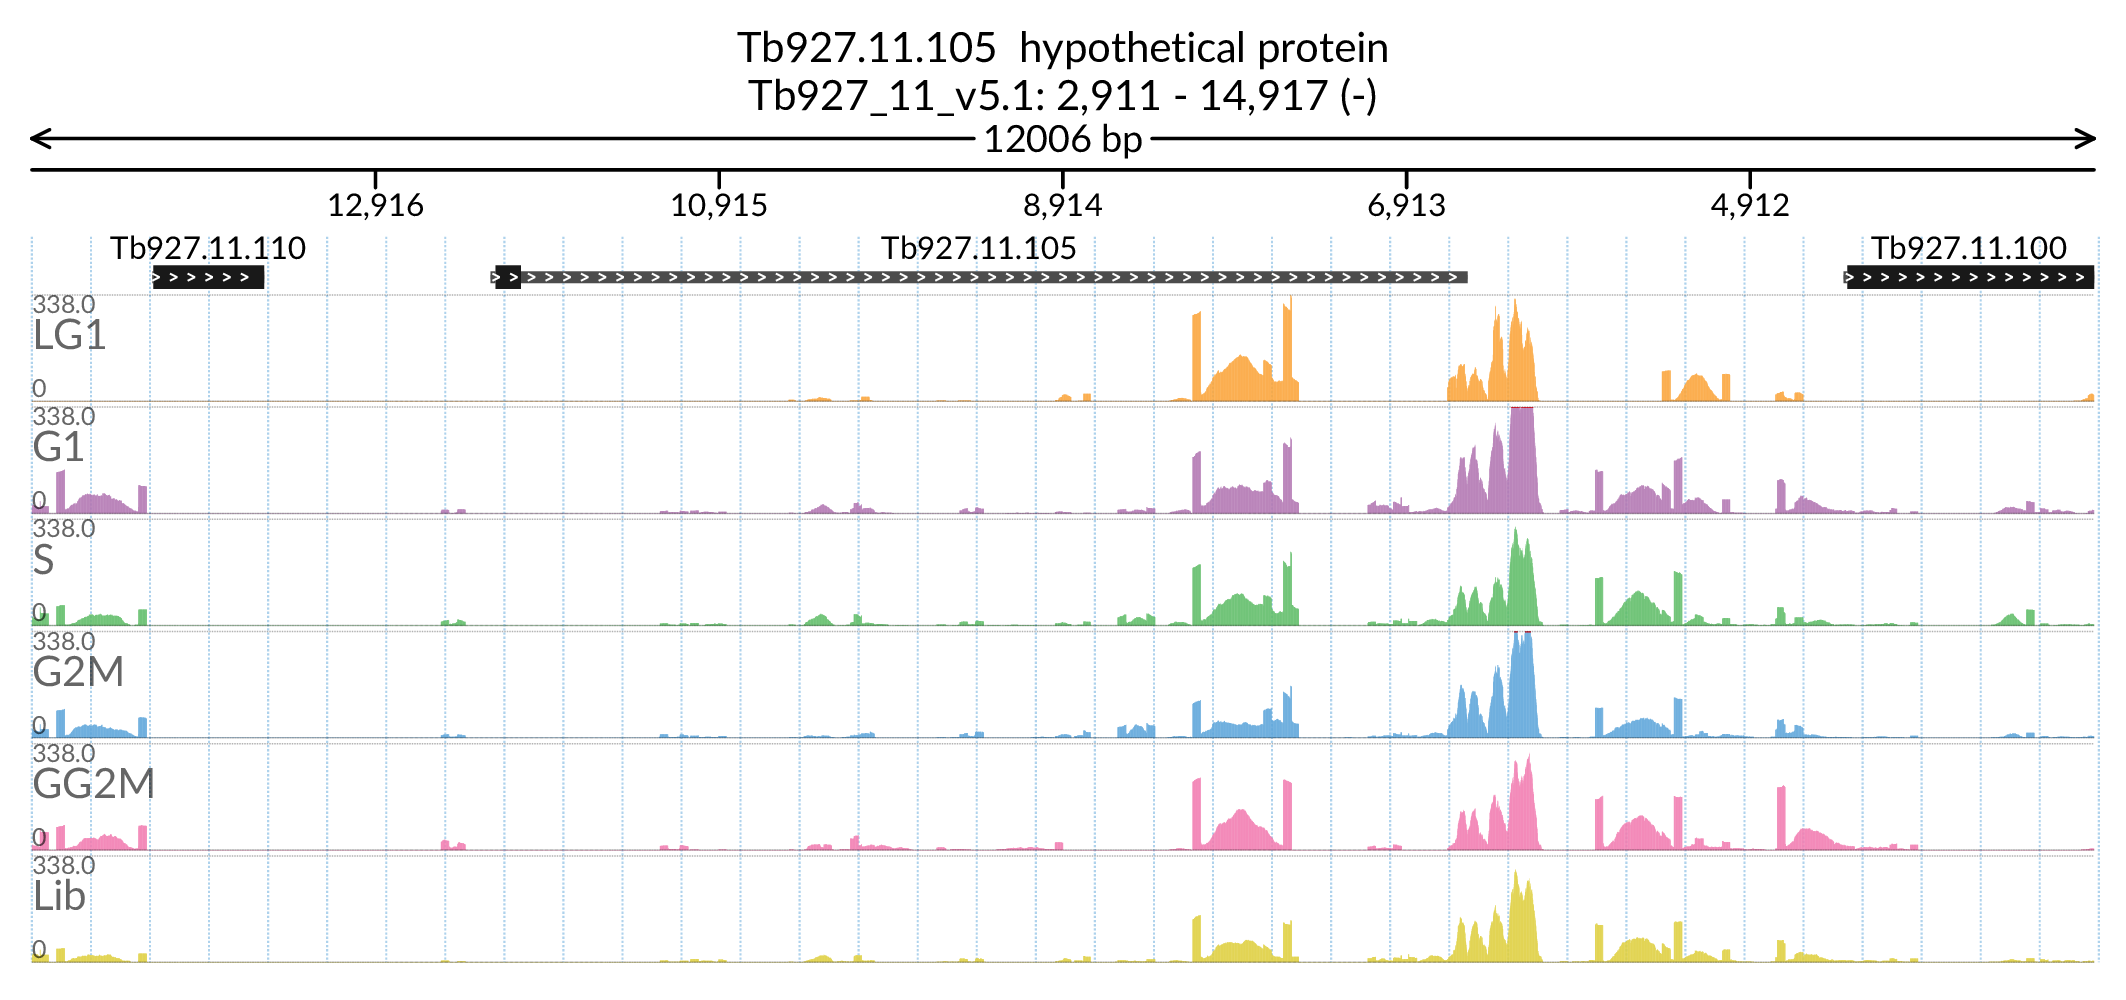 Tb927.11.105  hypothetical protein
Tb927_11_v5.1: 2,911 - 14,917 (-)
12006 bp
12,916 10,915 8,914 6,913 4,912
Tb927.11.110 Tb927.11.105 Tb927.11.100
338.0
LG1
0
338.0
G1
0
338.0
S
0
338.0
G2M
0
338.0
GG2M
0
338.0
Lib
0